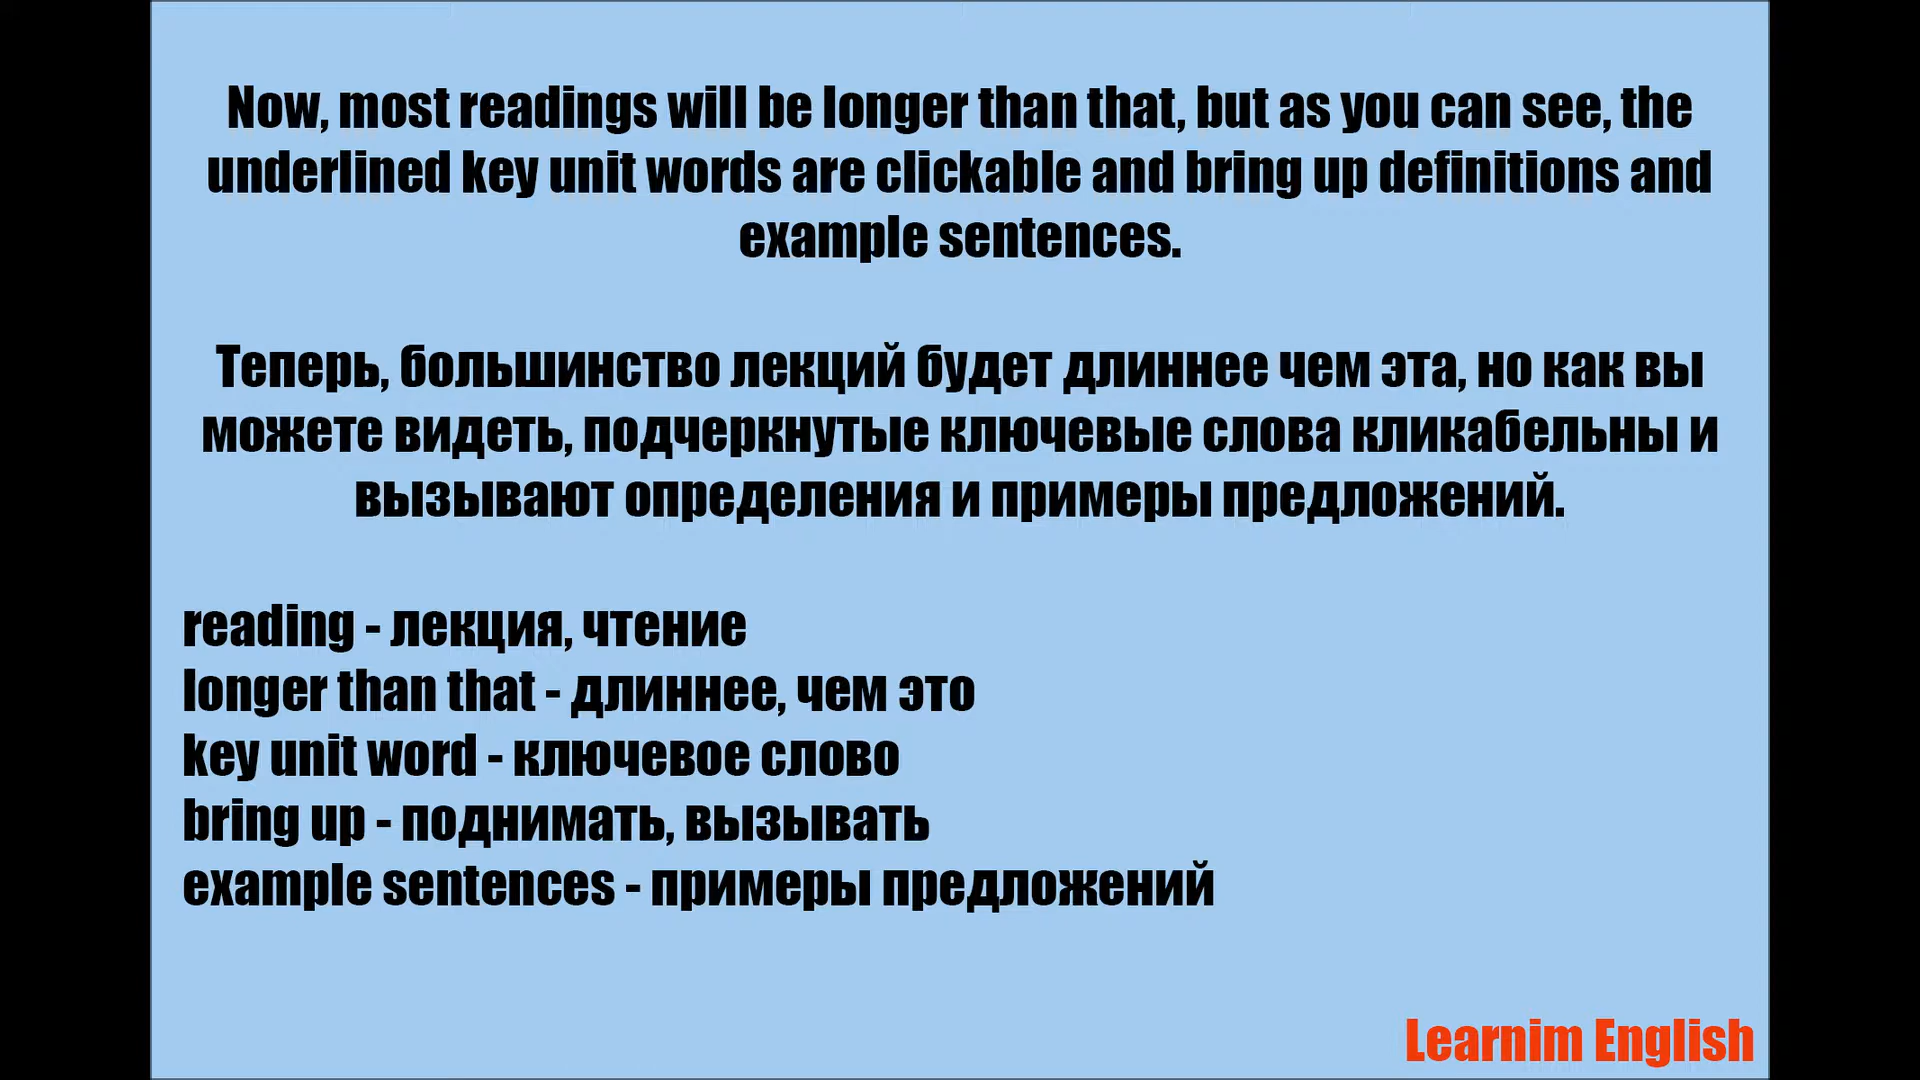 Now, most readings will be longer than that, but as you can see, the
underlined key unit words are clickable and bring up definitions and
example sentences.
Теперь, большинство лекций будет длиннее чем эта, но как вы
можете видеть, подчеркнутые ключевые слова кликабельны и
вызывают определения и примеры предложений.
reading - лекция, чтение
longer than that - длиннее, чем это
key unit word - ключевое слово
bring up - поднимать, вызывать
example sentences - примеры предложений
Learnim English